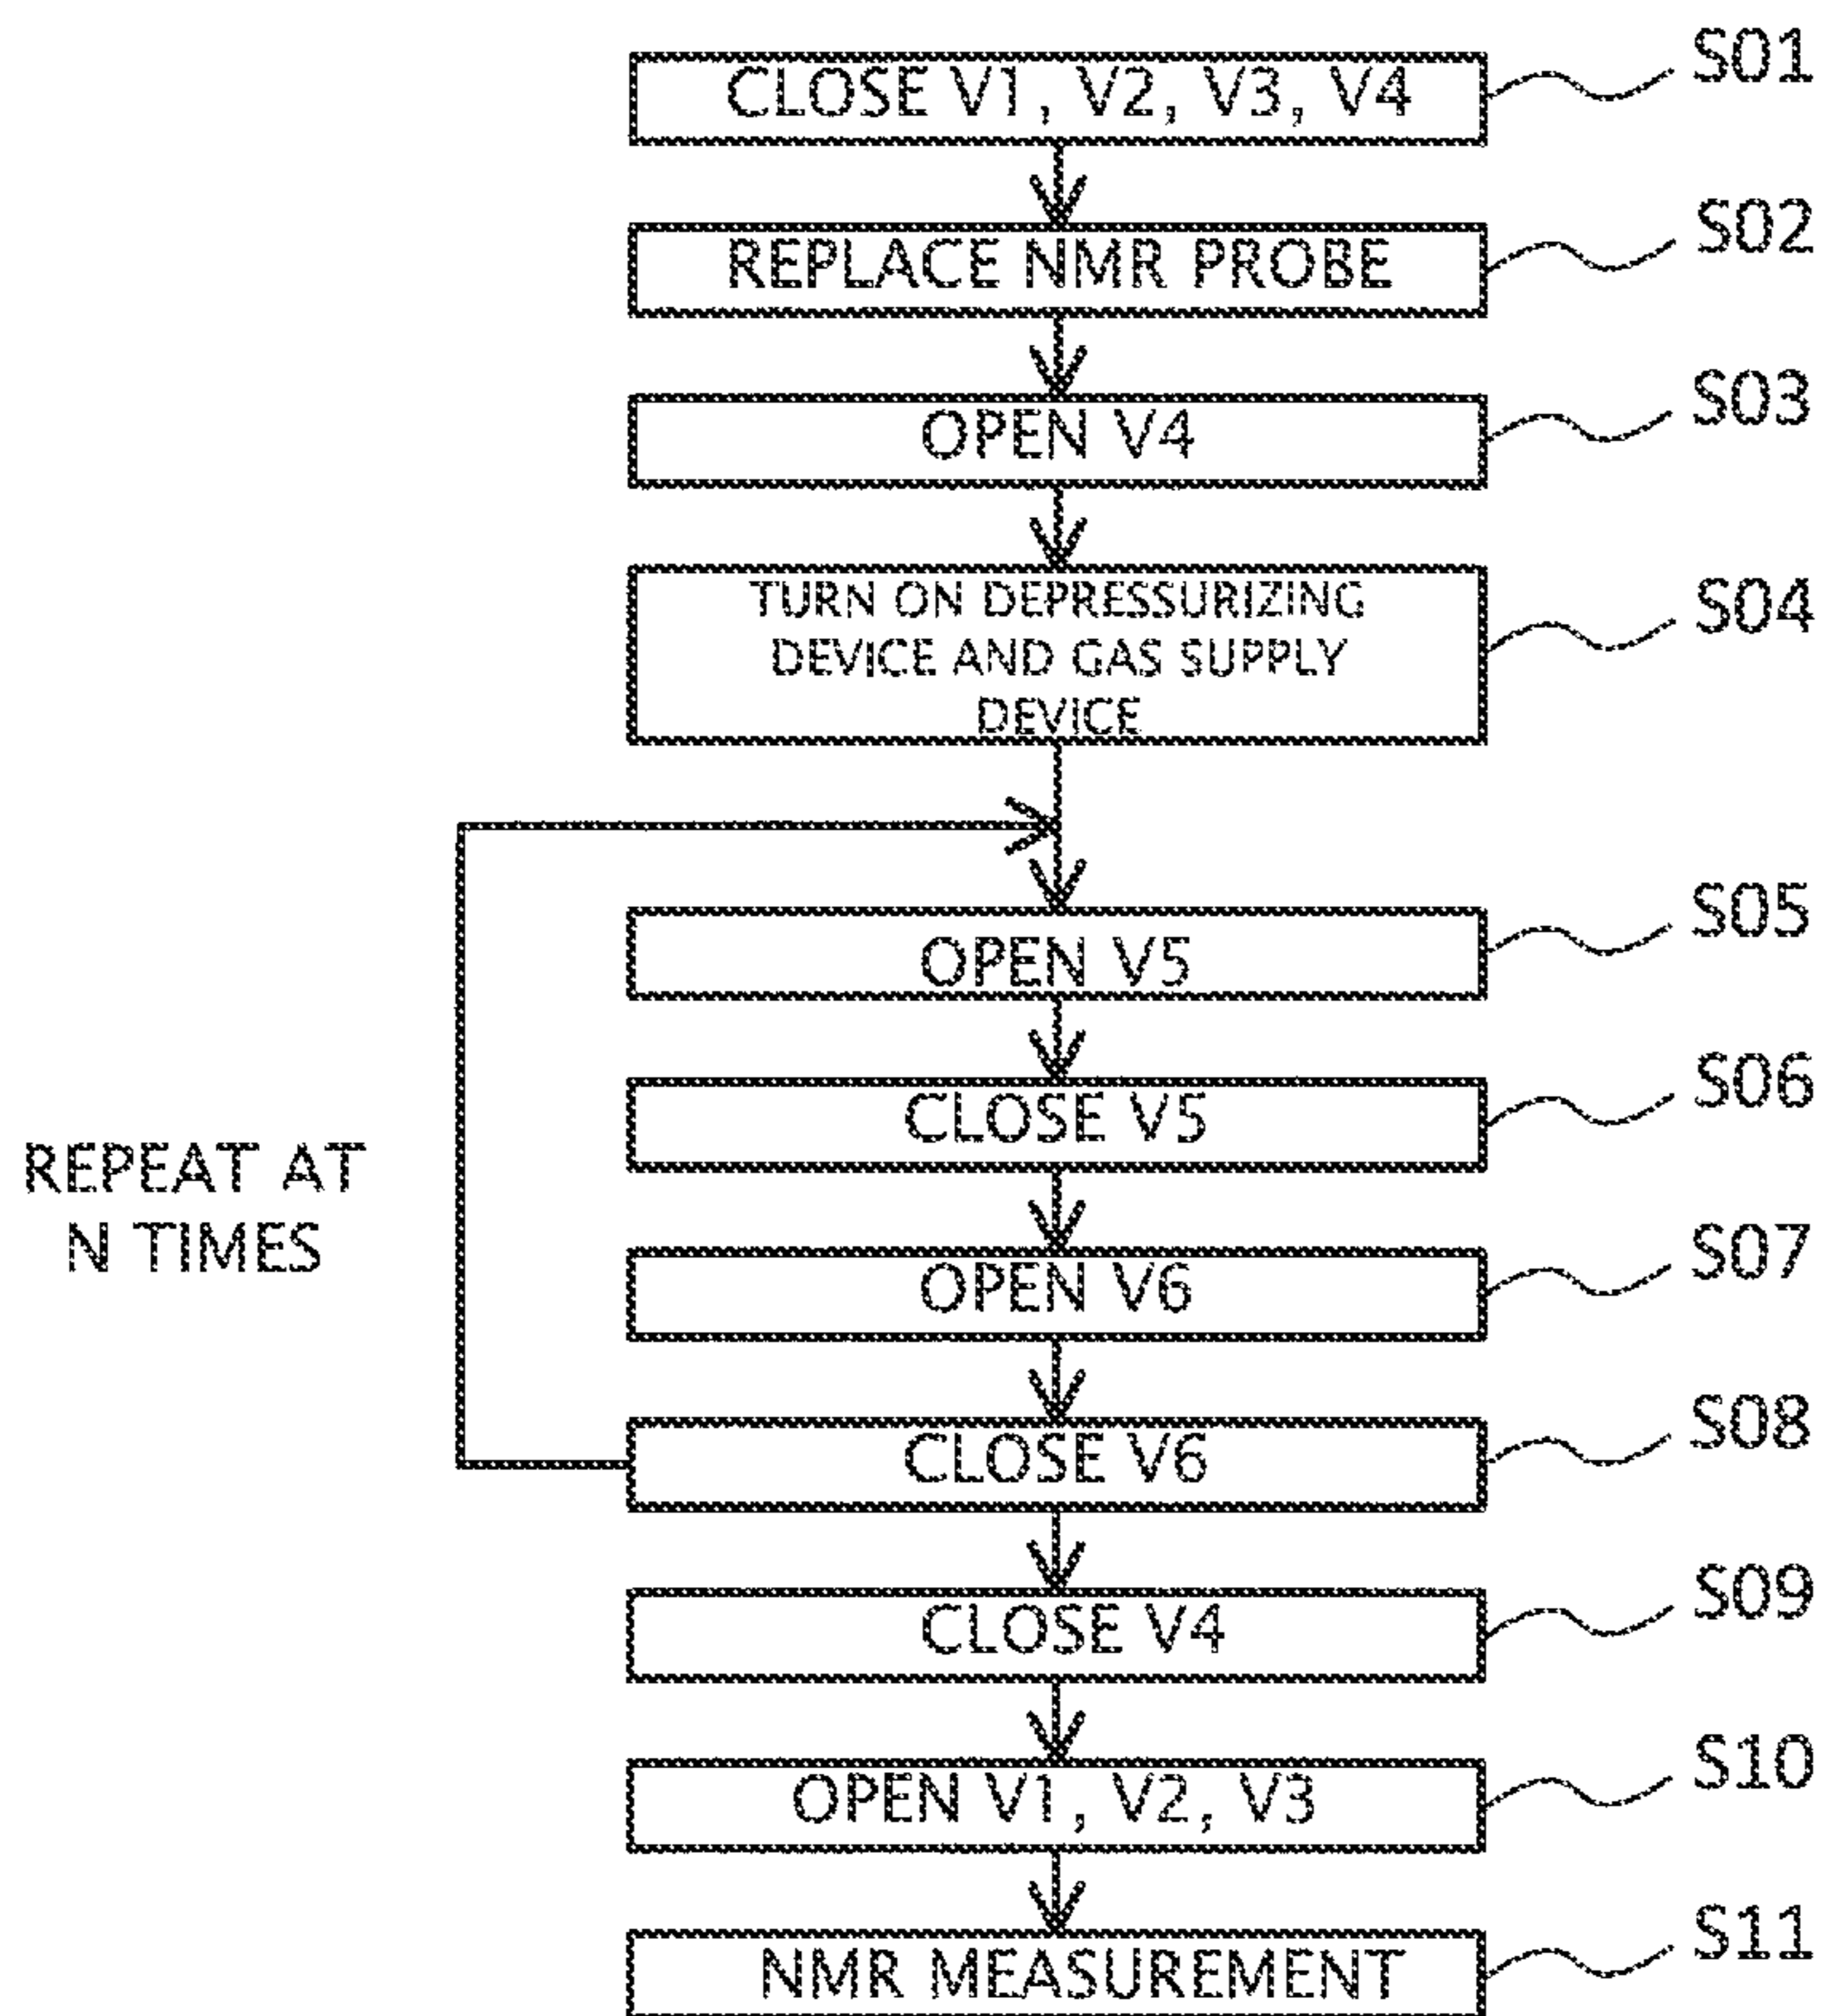 CLOSE V1, V2, V3, V4
S01
REPLACE NMR PROBE
S02
OPEN V4
S03
TURN ON DEPRESSURIZING
DEVICE AND GAS SUPPLY
DEVICE
S04
OPEN V5
S05
CLOSE V5
S06
REPEAT AT
N TIMES
OPEN V6
S07
CLOSE V6
S08
CLOSE V4
S09
OPEN V1, V2, V3
S10
NMR MEASUREMENT
S11